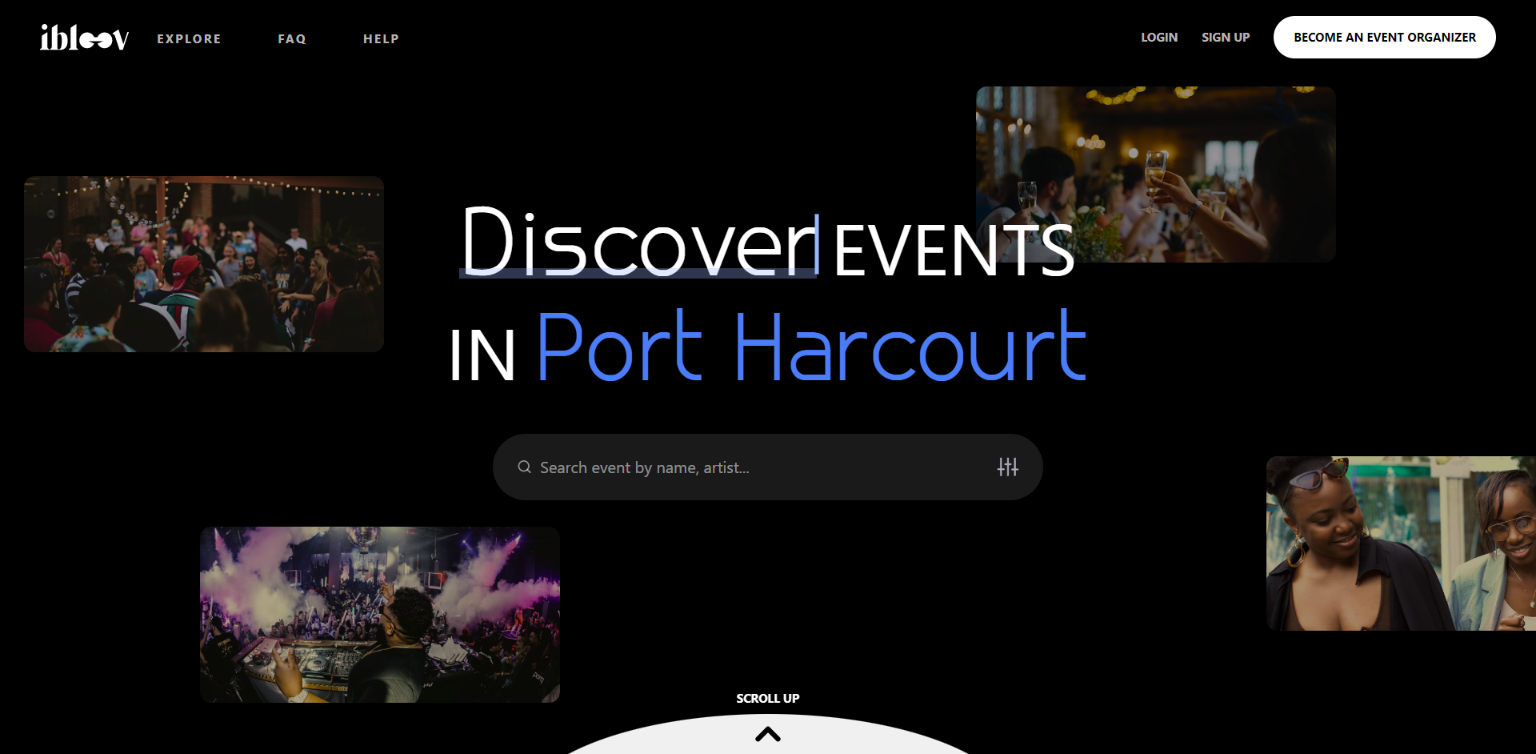 ibloov
EXPLORE
FAQ
HELP
LOGIN
SIGN UP
BECOME AN EVENT ORGANIZER
Discover EVENTS
IN Port Harcourt
Search event by name, artist...
SCROLL UP